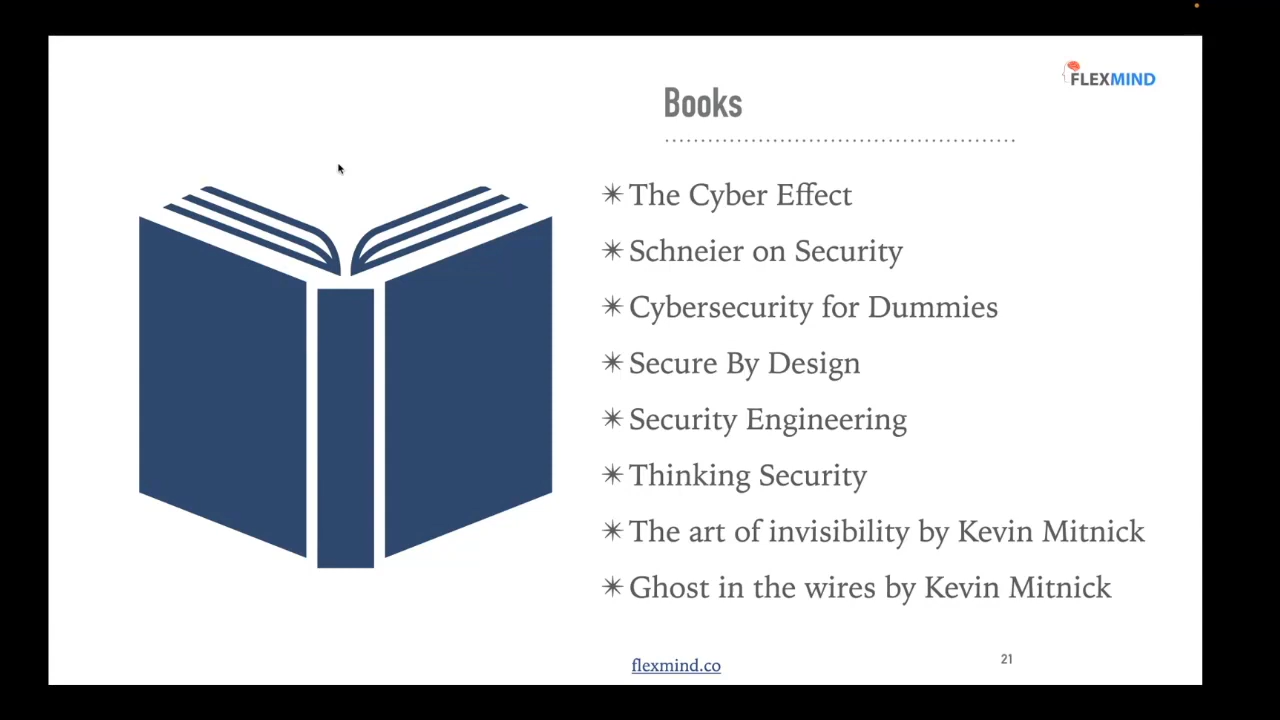 FLEXMIND
Books
✴The Cyber Effect
✴Schneier on Security
✴Cybersecurity for Dummies
✴Secure By Design
✴Security Engineering
✴Thinking Security
✴The art of invisibility by Kevin Mitnick
✴Ghost in the wires by Kevin Mitnick
flexmind.co
21